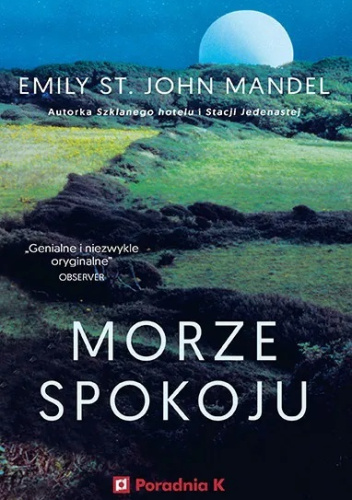 EMILY ST. JOHN MANDEL
Autorka Szklanego hotelu i Stacji Jedenastej
„Genialne i niezwykle
oryginalne”
OBSERVER
MORZE
SPOKOJU
Poradnia K